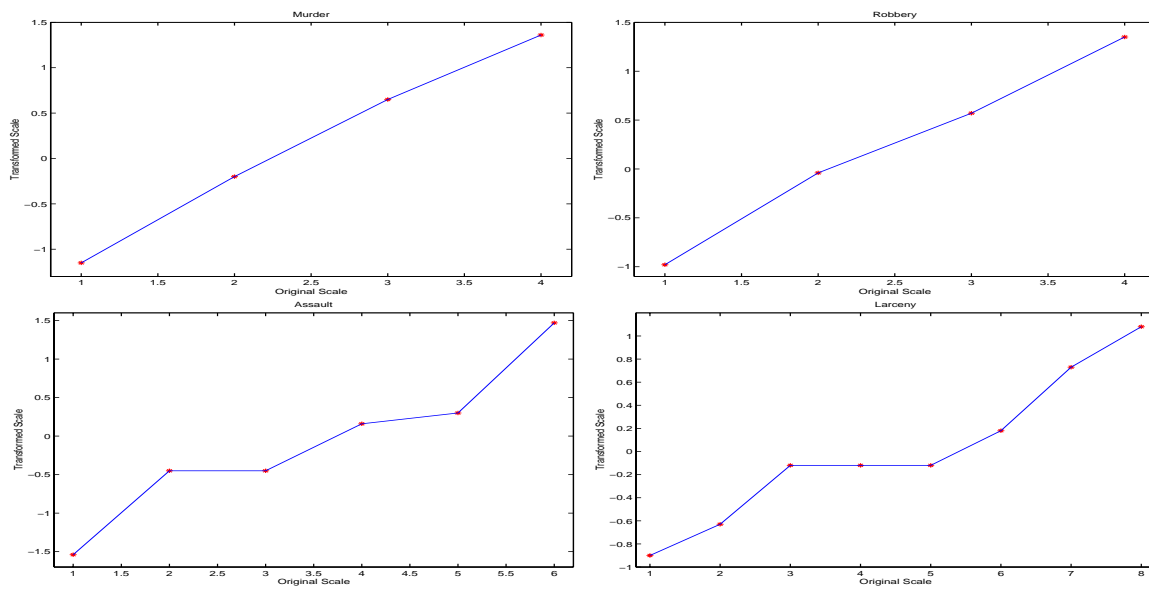 Murder
1.5
1
0.5
0
−0.5
−1
Transformed Scale
1 1.5 2 2.5 3 3.5 4
Original Scale
Robbery
1.5
1
0.5
0
−0.5
−1
Transformed Scale
1 1.5 2 2.5 3 3.5 4
Original Scale
Assault
1.5
1
0.5
0
−0.5
−1
−1.5
Transformed Scale
1 1.5 2 2.5 3 3.5 4 4.5 5 5.5 6
Original Scale
Larceny
1
0.8
0.6
0.4
0.2
0
−0.2
−0.4
−0.6
−0.8
−1
Transformed Scale
1 2 3 4 5 6 7 8
Original Scale